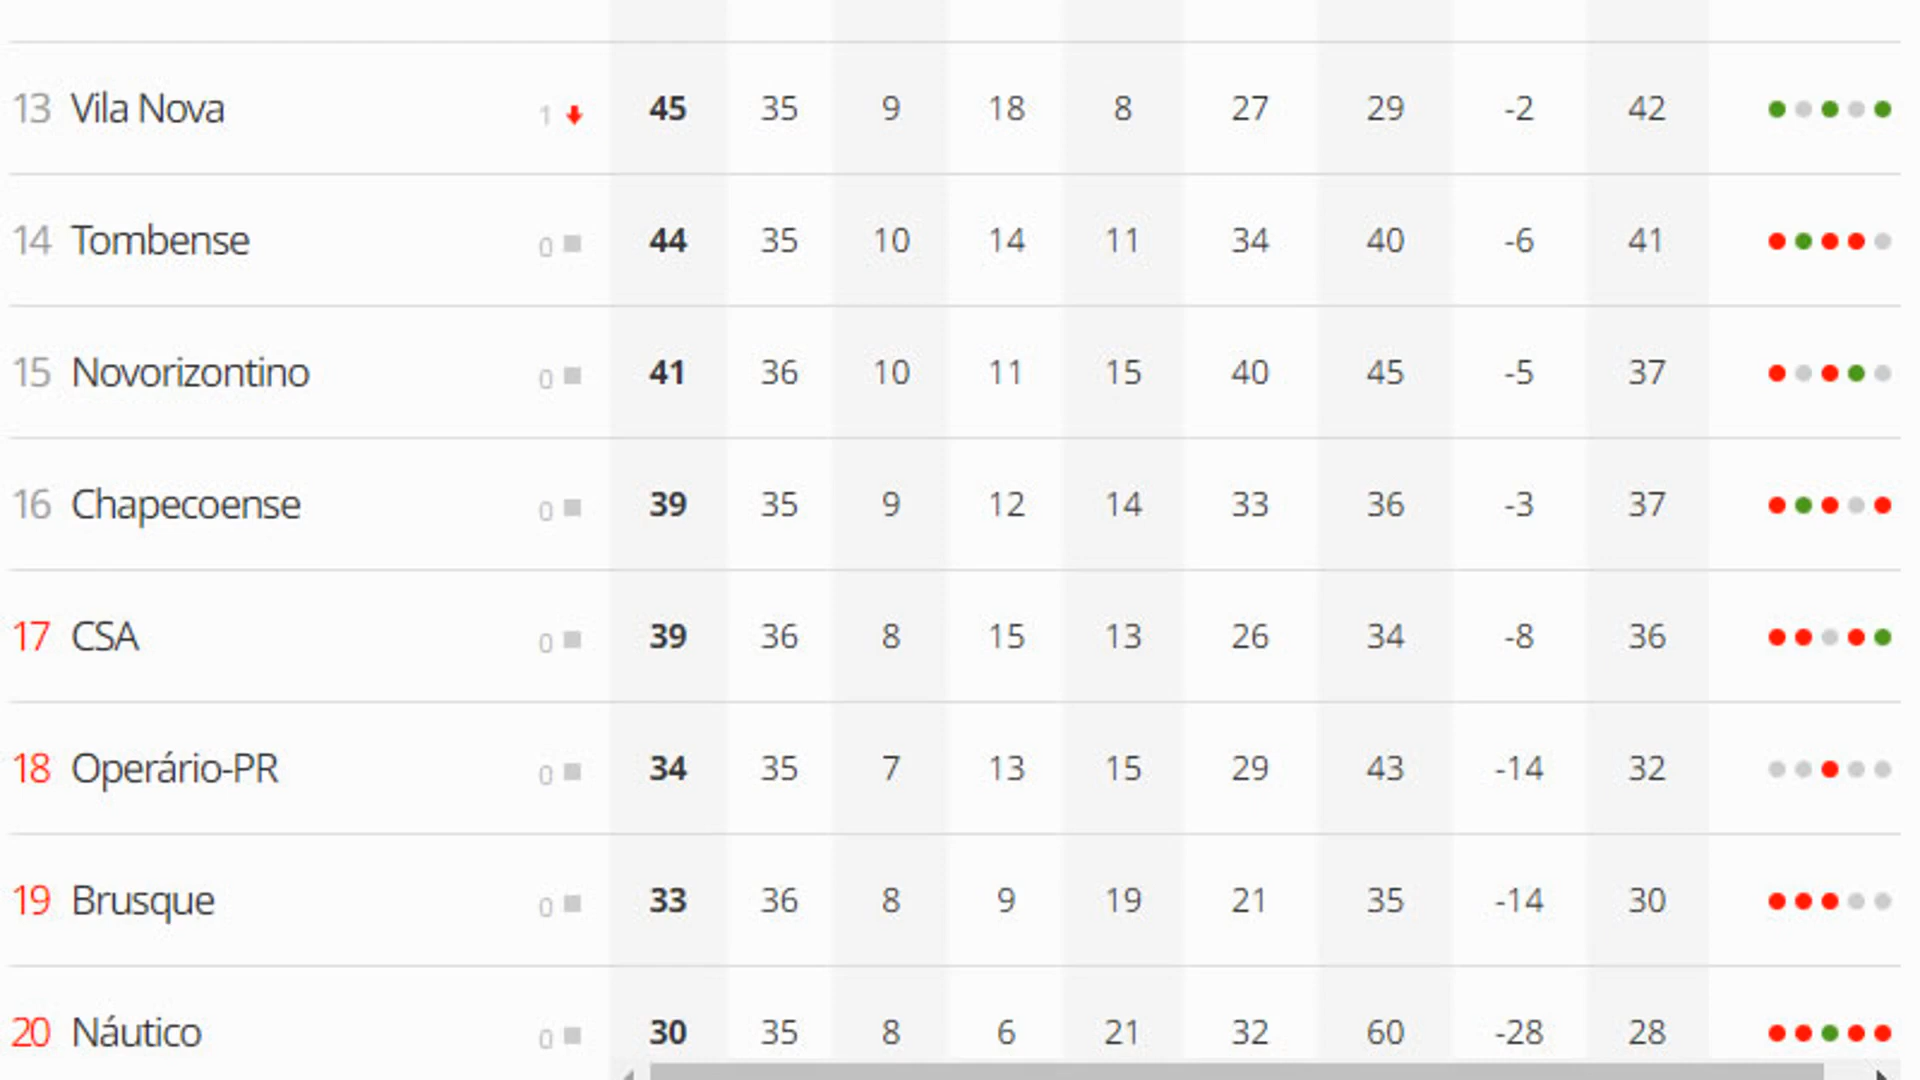 13 Vila Nova 1 45 35 9 18 8 27 29 -2 42
14 Tombense 0 44 35 10 14 11 34 40 -6 41
15 Novorizontino 0 41 36 10 11 15 40 45 -5 37
16 Chapecoense 0 39 35 9 12 14 33 36 -3 37
17 CSA 0 39 36 8 15 13 26 34 -8 36
18 Operário-PR 0 34 35 7 13 15 29 43 -14 32
19 Brusque 0 33 36 8 9 19 21 35 -14 30
20 Náutico 0 30 35 8 6 21 32 60 -28 28